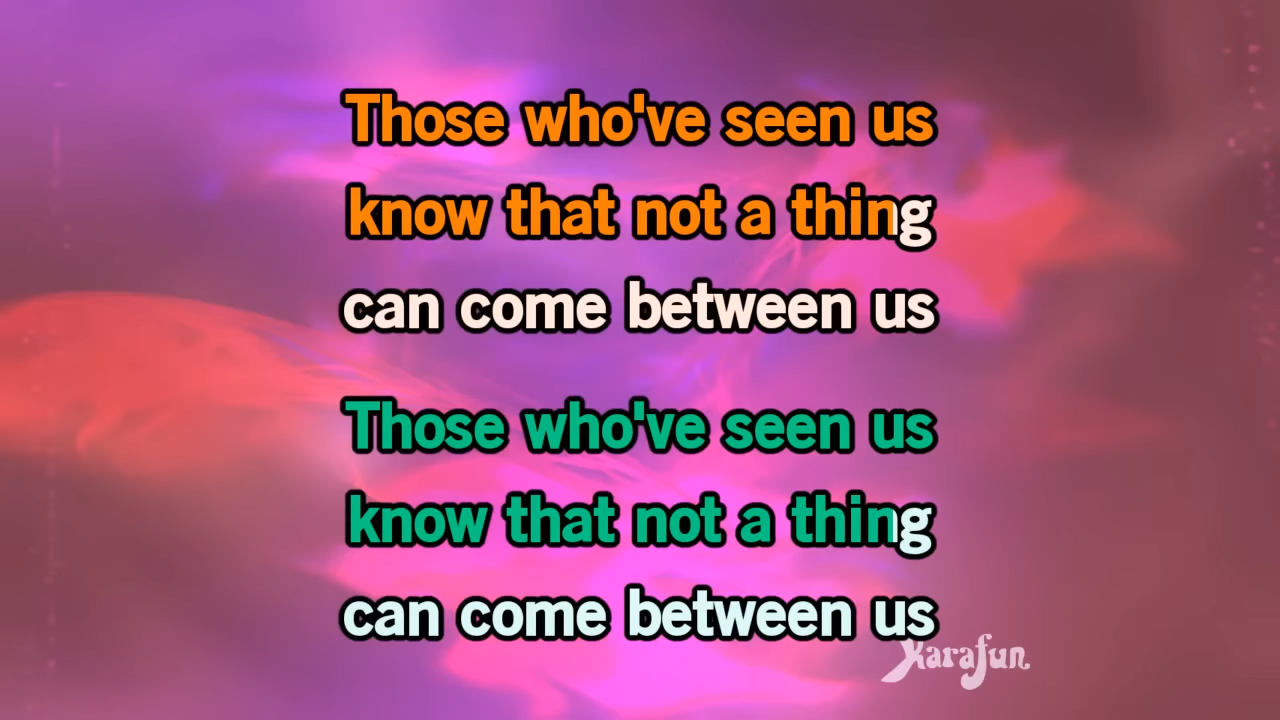 Those who've seen us
know that not a thing
can come between us
Those who've seen us
know that not a thing
can come between us
Karafun